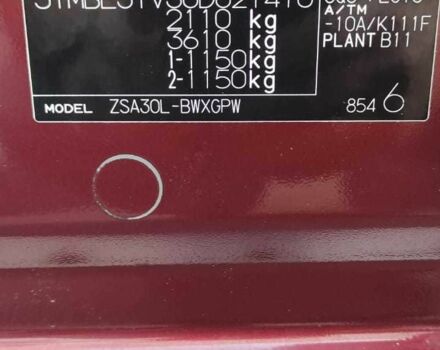 2110 kg
3610 kg
1-1150kg
2-1150kg
A/TM
-10A/K111F
PLANT B11
MODEL ZSA30L-BWXGPW
854 6